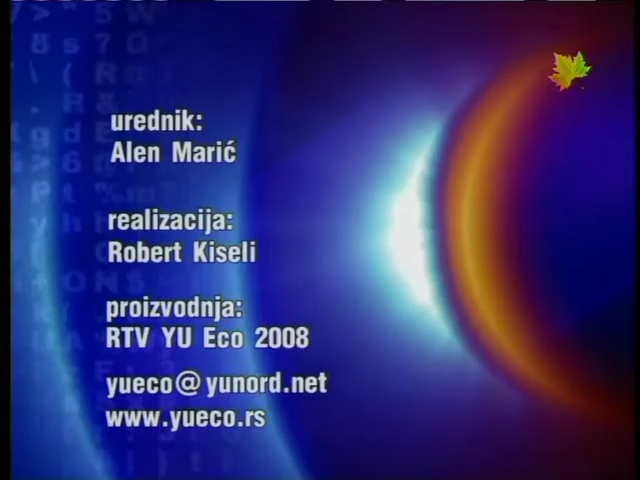 urednik:
Alen Marić
realizacija:
Robert Kiseli
proizvodnja:
RTV YU Eco 2008
yueco@yunord.net
www.yueco.rs